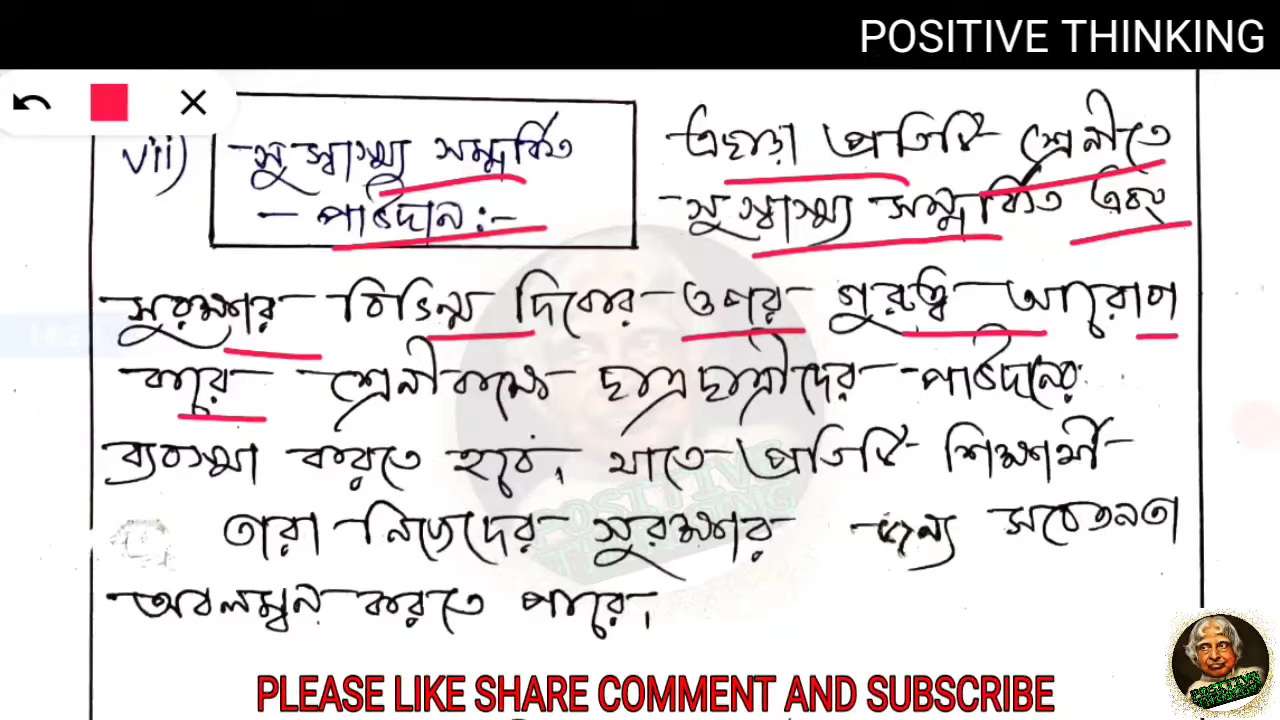 POSITIVE THINKING
vii) সু স্বাস্থ্য সম্পর্কিত
পাঠদান:-
এছাড়া প্রতিটি শ্রেনীতে
সু স্বাস্থ্য সম্পর্কিত এবং
সুরক্ষার বিভিন্ন দিকের ওপর গুরুত্ব আরোপ
করে শ্রেনীকক্ষে ছাত্রছাত্রীদের পাঠদানের
ব্যবস্থা করতে হবে, যাতে প্রতিটি শিক্ষার্থী
তারা নিজেদের সুরক্ষার জন্য সচেতনতা
অবলম্বন করতে পারে।
PLEASE LIKE SHARE COMMENT AND SUBSCRIBE